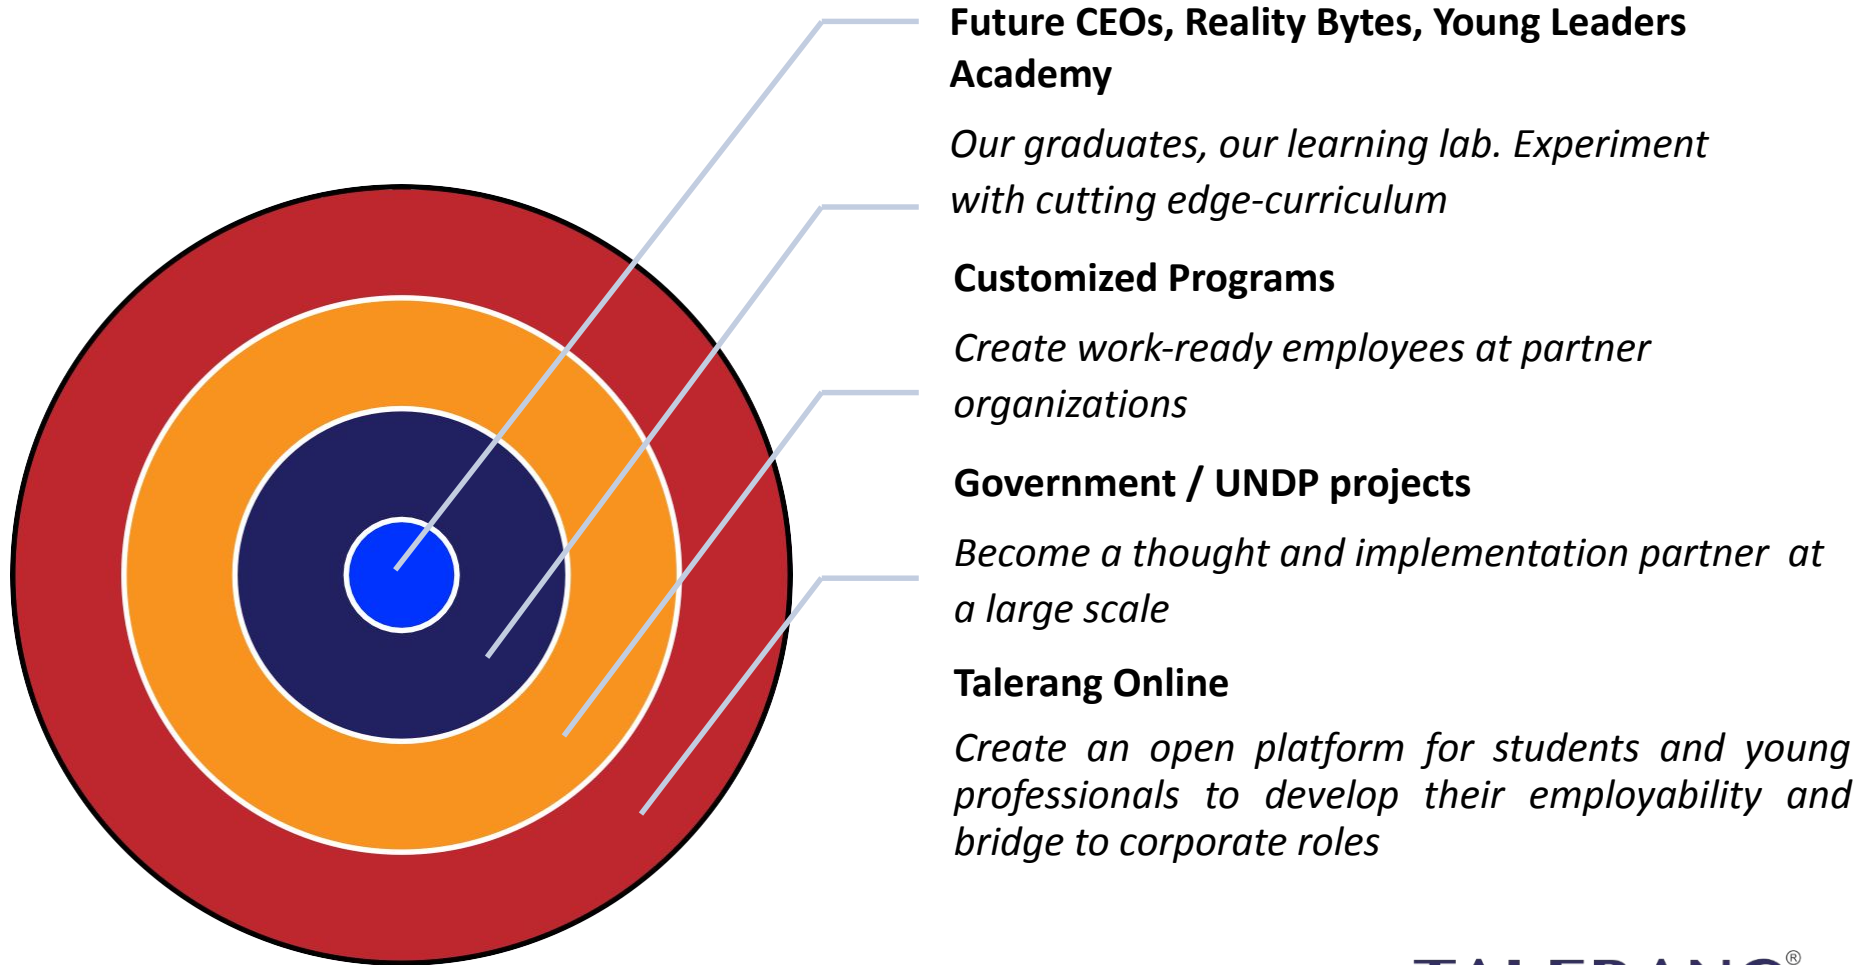 Future CEOs, Reality Bytes, Young Leaders
Academy
Our graduates, our learning lab. Experiment
with cutting edge-curriculum
Customized Programs
Create work-ready employees at partner
organizations
Government / UNDP projects
Become a thought and implementation partner at
a large scale
Talerang Online
Create an open platform for students and young
professionals to develop their employability and
bridge to corporate roles
TALERANG®